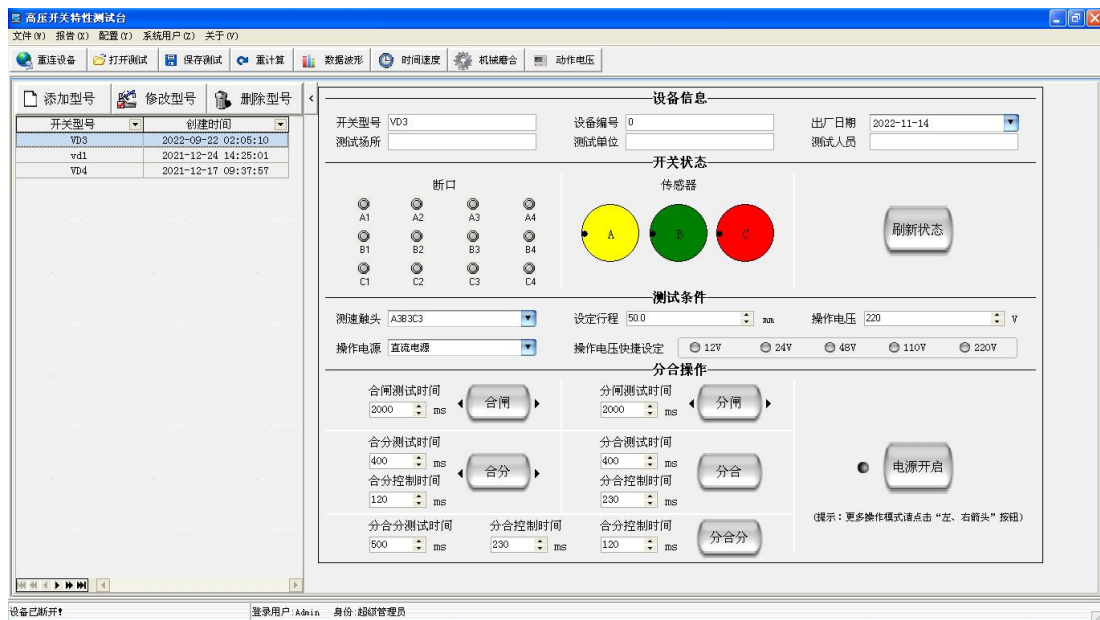 高压开关特性测试台
文件(W) 报告(X) 配置(Y) 系统用户(Z) 关于(V)
重连设备 打开测试 保存测试 重计算 数据波形 时间速度 机械磨合 动作电压
添加型号 修改型号 删除型号 <
开关型号 创建时间
VD3 2022-09-22 02:05:10
vd1 2021-12-24 14:25:01
VD4 2021-12-17 09:37:57
设备信息
开关型号 VD3 设备编号 0 出厂日期 2022-11-14
测试场所 测试单位 测试人员
开关状态
断口 传感器
A1 A2 A3 A4
B1 B2 B3 B4
C1 C2 C3 C4
A B C
刷新状态
测试条件
测速触头 A3B3C3 设定行程 50.0 mm 操作电压 220 V
操作电源 直流电源 操作电压快捷设定 12V 24V 48V 110V 220V
分合操作
合闸测试时间 分闸测试时间
2000 ms 合闸 2000 ms 分闸
合分测试时间 分合测试时间
400 ms 合分 400 ms 分合
合分控制时间 分合控制时间
120 ms 230 ms
电源开启
(提示：更多操作模式请点击“左、右箭头”按钮)
分合分测试时间 分合控制时间 合分控制时间
500 ms 230 ms 120 ms 分合分
设备已断开! 登录用户:Admin 身份:超级管理员